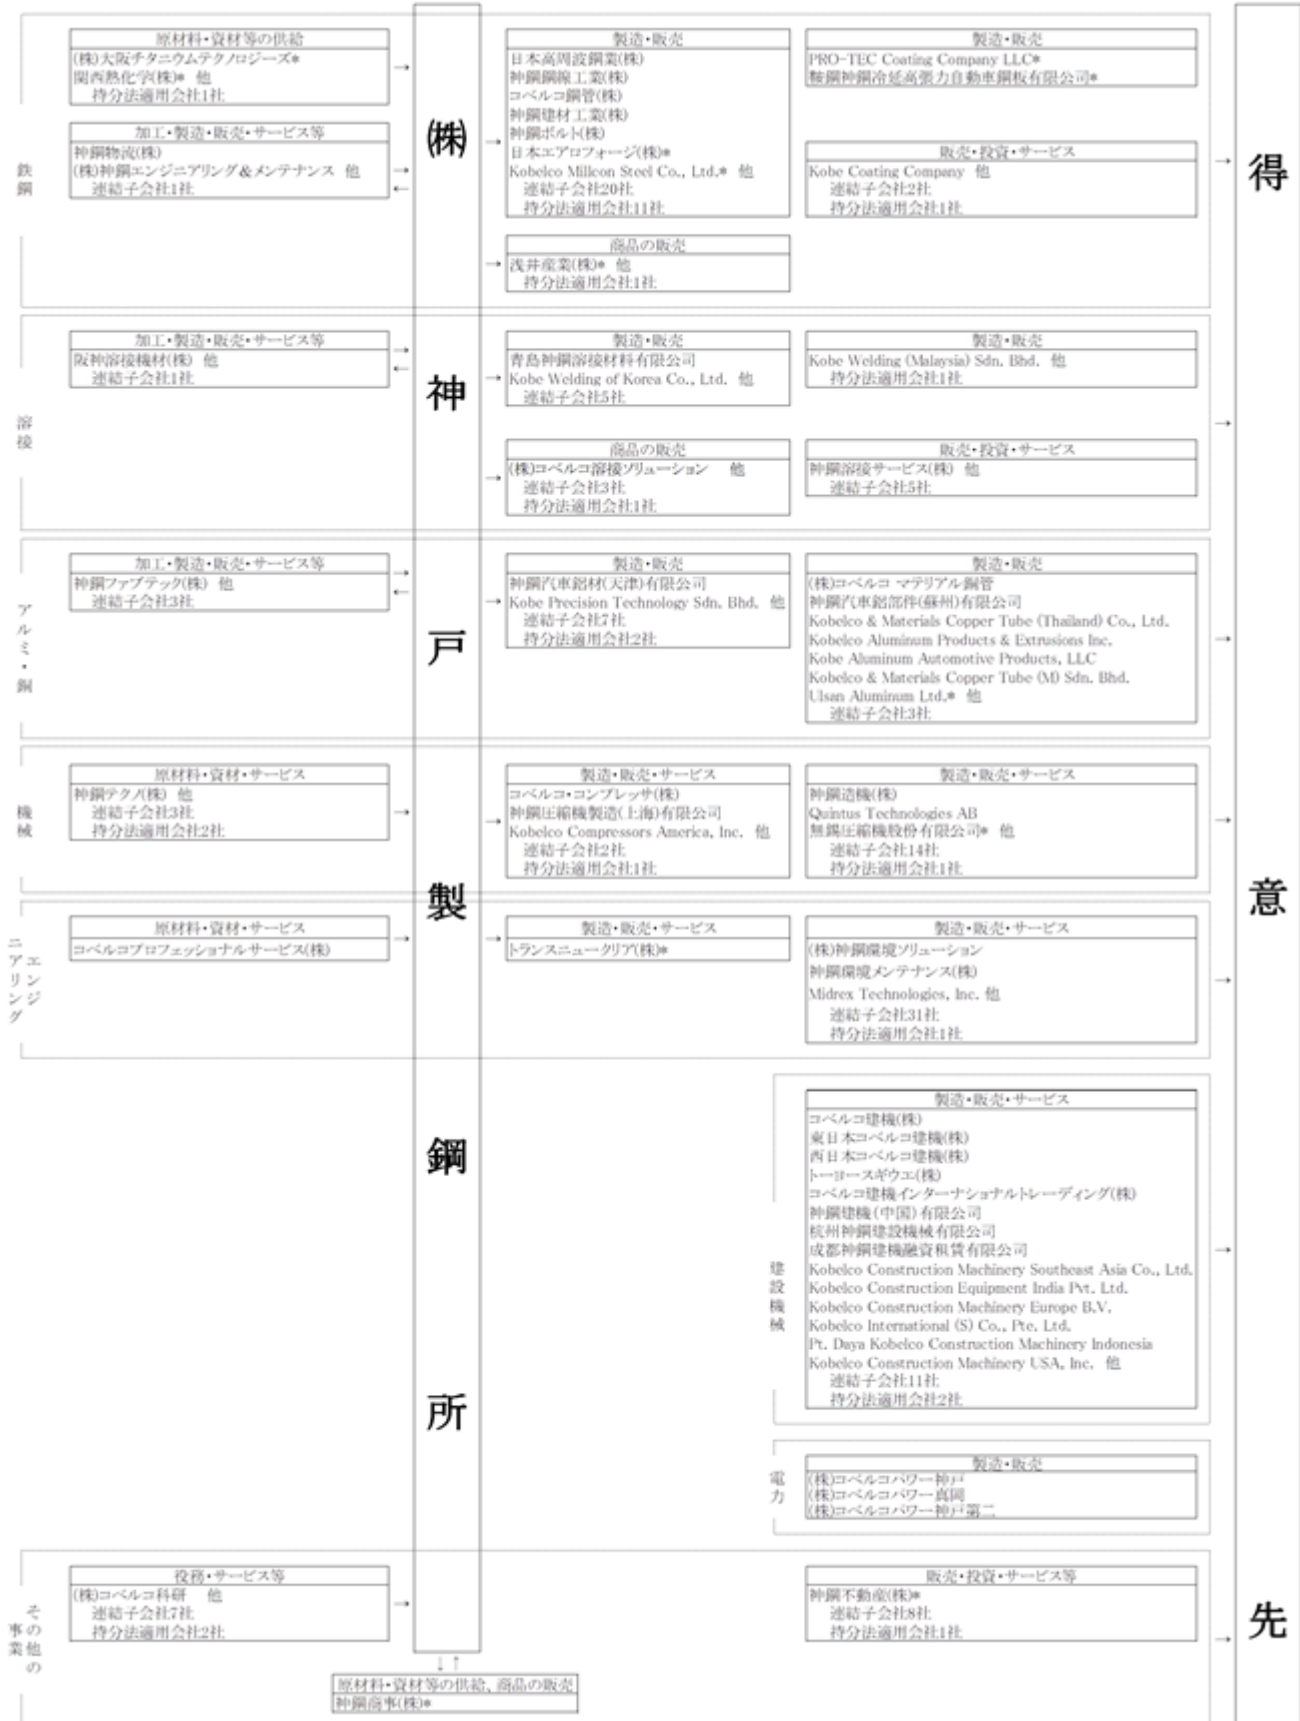 鉄鋼
原材料・資材等の供給
(株)大阪チタニウムテクノロジーズ*
関西熱化学(株)* 他
持分法適用会社1社
加工・製造・販売・サービス等
神鋼物流(株)
(株)神鋼エンジニアリング&メンテナンス 他
連結子会社1社
製造・販売
日本高周波鋼業(株)
神鋼鋼線工業(株)
コベルコ鋼管(株)
神鋼建材工業(株)
神鋼ボルト(株)
日本エアロフォージ(株)*
Kobelco Millcon Steel Co., Ltd.* 他
連結子会社20社
持分法適用会社11社
商品の販売
浅井産業(株)* 他
持分法適用会社1社
製造・販売
PRO-TEC Coating Company LLC*
鞍鋼神鋼冷延高張力自動車鋼板有限公司*
販売・投資・サービス
Kobe Coating Company 他
連結子会社2社
持分法適用会社1社
溶接
加工・製造・販売・サービス等
阪神溶接機材(株) 他
連結子会社1社
製造・販売
青島神鋼溶接材料有限公司
Kobe Welding of Korea Co., Ltd. 他
連結子会社5社
商品の販売
(株)コベルコ溶接ソリューション 他
連結子会社3社
持分法適用会社1社
製造・販売
Kobe Welding (Malaysia) Sdn. Bhd. 他
持分法適用会社1社
販売・投資・サービス
神鋼溶接サービス(株) 他
連結子会社5社
アルミ・銅
加工・製造・販売・サービス等
神鋼ファブテック(株) 他
連結子会社3社
製造・販売
神鋼汽車鋁材(天津)有限公司
Kobe Precision Technology Sdn. Bhd. 他
連結子会社7社
持分法適用会社2社
製造・販売
(株)コベルコ マテリアル銅管
神鋼汽車鋁部件(蘇州)有限公司
Kobelco & Materials Copper Tube (Thailand) Co., Ltd.
Kobelco Aluminum Products & Extrusions Inc.
Kobe Aluminum Automotive Products, LLC
Kobelco & Materials Copper Tube (M) Sdn. Bhd.
Ulsan Aluminum Ltd.* 他
連結子会社3社
機械
原材料・資材・サービス
神鋼テクノ(株) 他
連結子会社3社
持分法適用会社2社
製造・販売・サービス
コベルコ・コンプレッサ(株)
神鋼圧縮機製造(上海)有限公司
Kobelco Compressors America, Inc. 他
連結子会社2社
持分法適用会社1社
製造・販売・サービス
神鋼造機(株)
Quintus Technologies AB
無錫圧縮機股份有限公司* 他
連結子会社14社
持分法適用会社1社
エンジニアリング
原材料・資材・サービス
コベルコプロフェッショナルサービス(株)
製造・販売・サービス
トランスニュークリア(株)*
製造・販売・サービス
(株)神鋼環境ソリューション
神鋼環境メンテナンス(株)
Midrex Technologies, Inc. 他
連結子会社31社
持分法適用会社1社
建設機械
製造・販売・サービス
コベルコ建機(株)
東日本コベルコ建機(株)
西日本コベルコ建機(株)
トーヨースギウエ(株)
コベルコ建機インターナショナルトレーディング(株)
神鋼建機(中国)有限公司
杭州神鋼建設機械有限公司
成都神鋼建機融資租賃有限公司
Kobelco Construction Machinery Southeast Asia Co., Ltd.
Kobelco Construction Equipment India Pvt. Ltd.
Kobelco Construction Machinery Europe B.V.
Kobelco International (S) Co., Pte. Ltd.
Pt. Daya Kobelco Construction Machinery Indonesia
Kobelco Construction Machinery USA, Inc. 他
連結子会社11社
持分法適用会社2社
電力
製造・販売
(株)コベルコパワー神戸
(株)コベルコパワー真岡
(株)コベルコパワー神戸第二
その他の事業
役務・サービス等
(株)コベルコ科研 他
連結子会社7社
持分法適用会社2社
販売・投資・サービス等
神鋼不動産(株)*
連結子会社8社
持分法適用会社1社
原材料・資材等の供給、商品の販売
神鋼商事(株)*
㈱神戸製鋼所
得意先